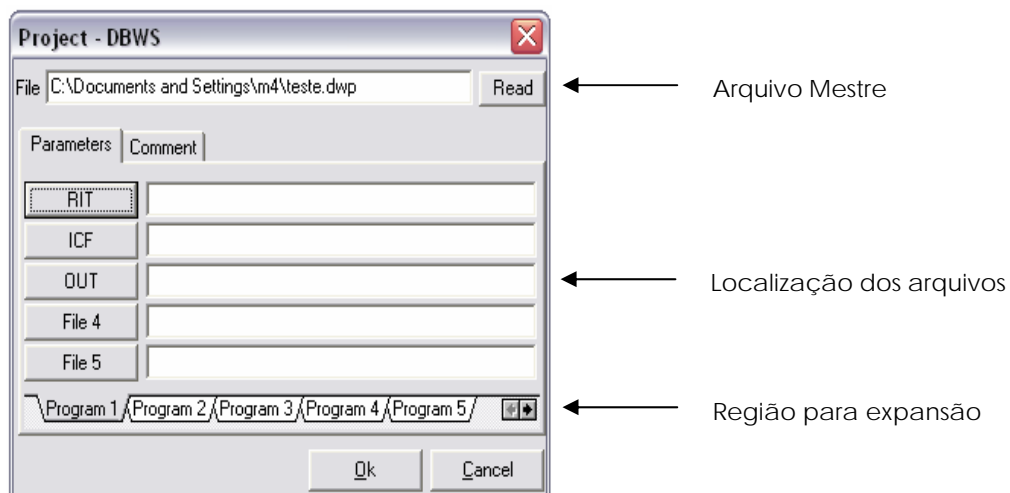 Project - DBWS
File C:\Documents and Settings\m4\teste.dwp Read
Arquivo Mestre
Parameters Comment
RIT
ICF
OUT
Localização dos arquivos
File 4
File 5
Program 1 Program 2 Program 3 Program 4 Program 5
Região para expansão
Ok Cancel